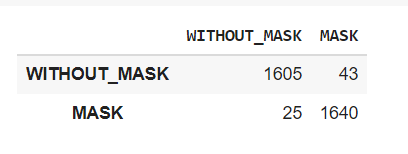 WITHOUT_MASK MASK
WITHOUT_MASK 1605 43
MASK 25 1640